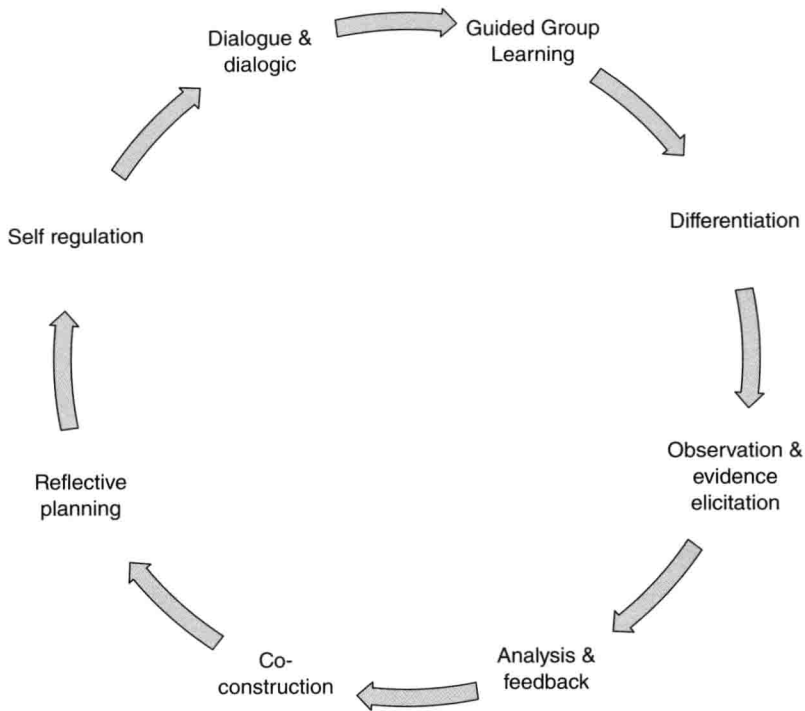 Dialogue &
dialogic
Guided Group
Learning
Differentiation
Observation &
evidence
elicitation
Analysis &
feedback
Co-
construction
Reflective
planning
Self regulation